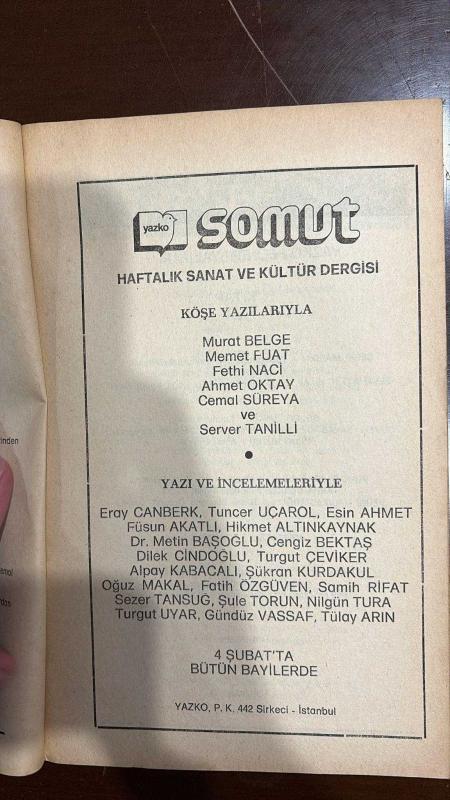 yazko
somut
HAFTALIK SANAT VE KÜLTÜR DERGİSİ
KÖŞE YAZILARIYLA
Murat BELGE
Memet FUAT
Fethi NACİ
Ahmet OKTAY
Cemal SÜREYA
ve
Server TANİLLİ
●
YAZI VE İNCELEMELERİYLE
Eray CANBERK, Tuncer UÇAROL, Esin AHMET
Füsun AKATLI, Hikmet ALTINKAYNAK
Dr. Metin BAŞOĞLU, Cengiz BEKTAŞ
Dilek CİNDOĞLU, Turgut ÇEVİKER
Alpay KABACALI, Şükran KURDAKUL
Oğuz MAKAL, Fatih ÖZGÜVEN, Samih RİFAT
Sezer TANSUĞ, Şule TORUN, Nilgün TURA
Turgut UYAR, Gündüz VASSAF, Tülay ARIN
4 ŞUBAT'TA
BÜTÜN BAYİLERDE
YAZKO, P. K. 442 Sirkeci - İstanbul